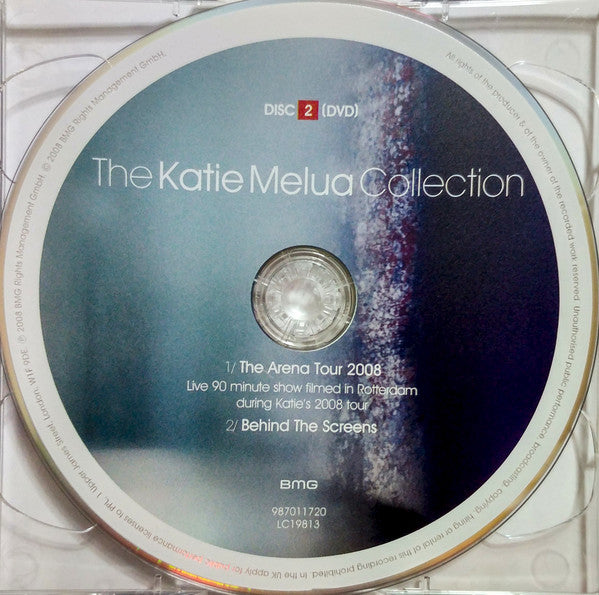 DISC 2 (DVD)
The Katie Melua Collection
1/ The Arena Tour 2008
Live 90 minute show filmed in Rotterdam
during Katie's 2008 tour
2/ Behind The Screens
BMG
987011720
LC19813
℗ 2008 BMG Rights Management GmbH. © 2008 BMG Rights Management GmbH. All rights of the producer & of the owner of the recorded work reserved. Unauthorised public performance, broadcasting, copying, hiring or rental of this recording prohibited. In the UK apply for public performance licenses to PPL, 1 Upper James Street, London, W1F 9DE.